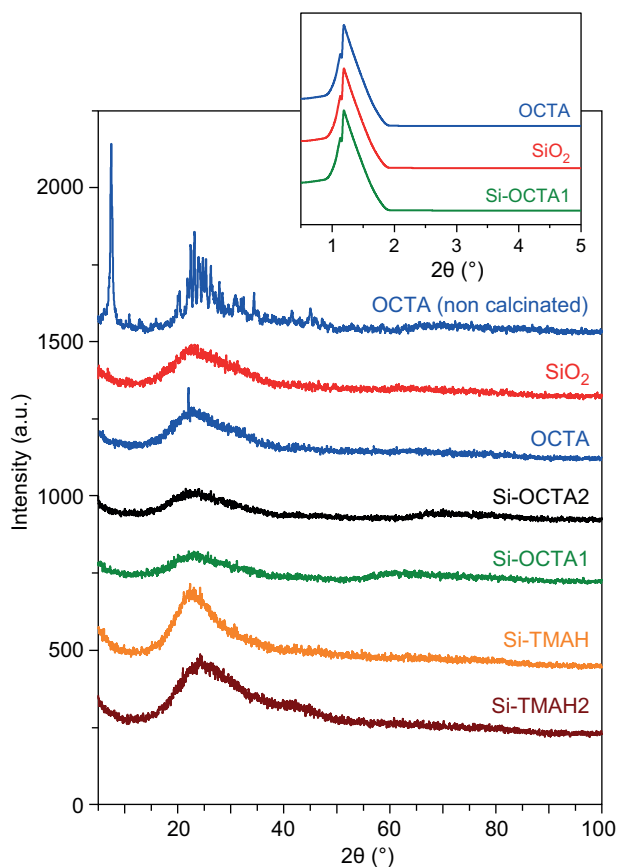 OCTA
SiO₂
Si-OCTA1
1 2 3 4 5
2θ (°)
2000
OCTA (non calcinated)
1500
SiO₂
OCTA
Intensity (a.u.)
Si-OCTA2
1000
Si-OCTA1
Si-TMAH
500
Si-TMAH2
0
20 40 60 80 100
2θ (°)